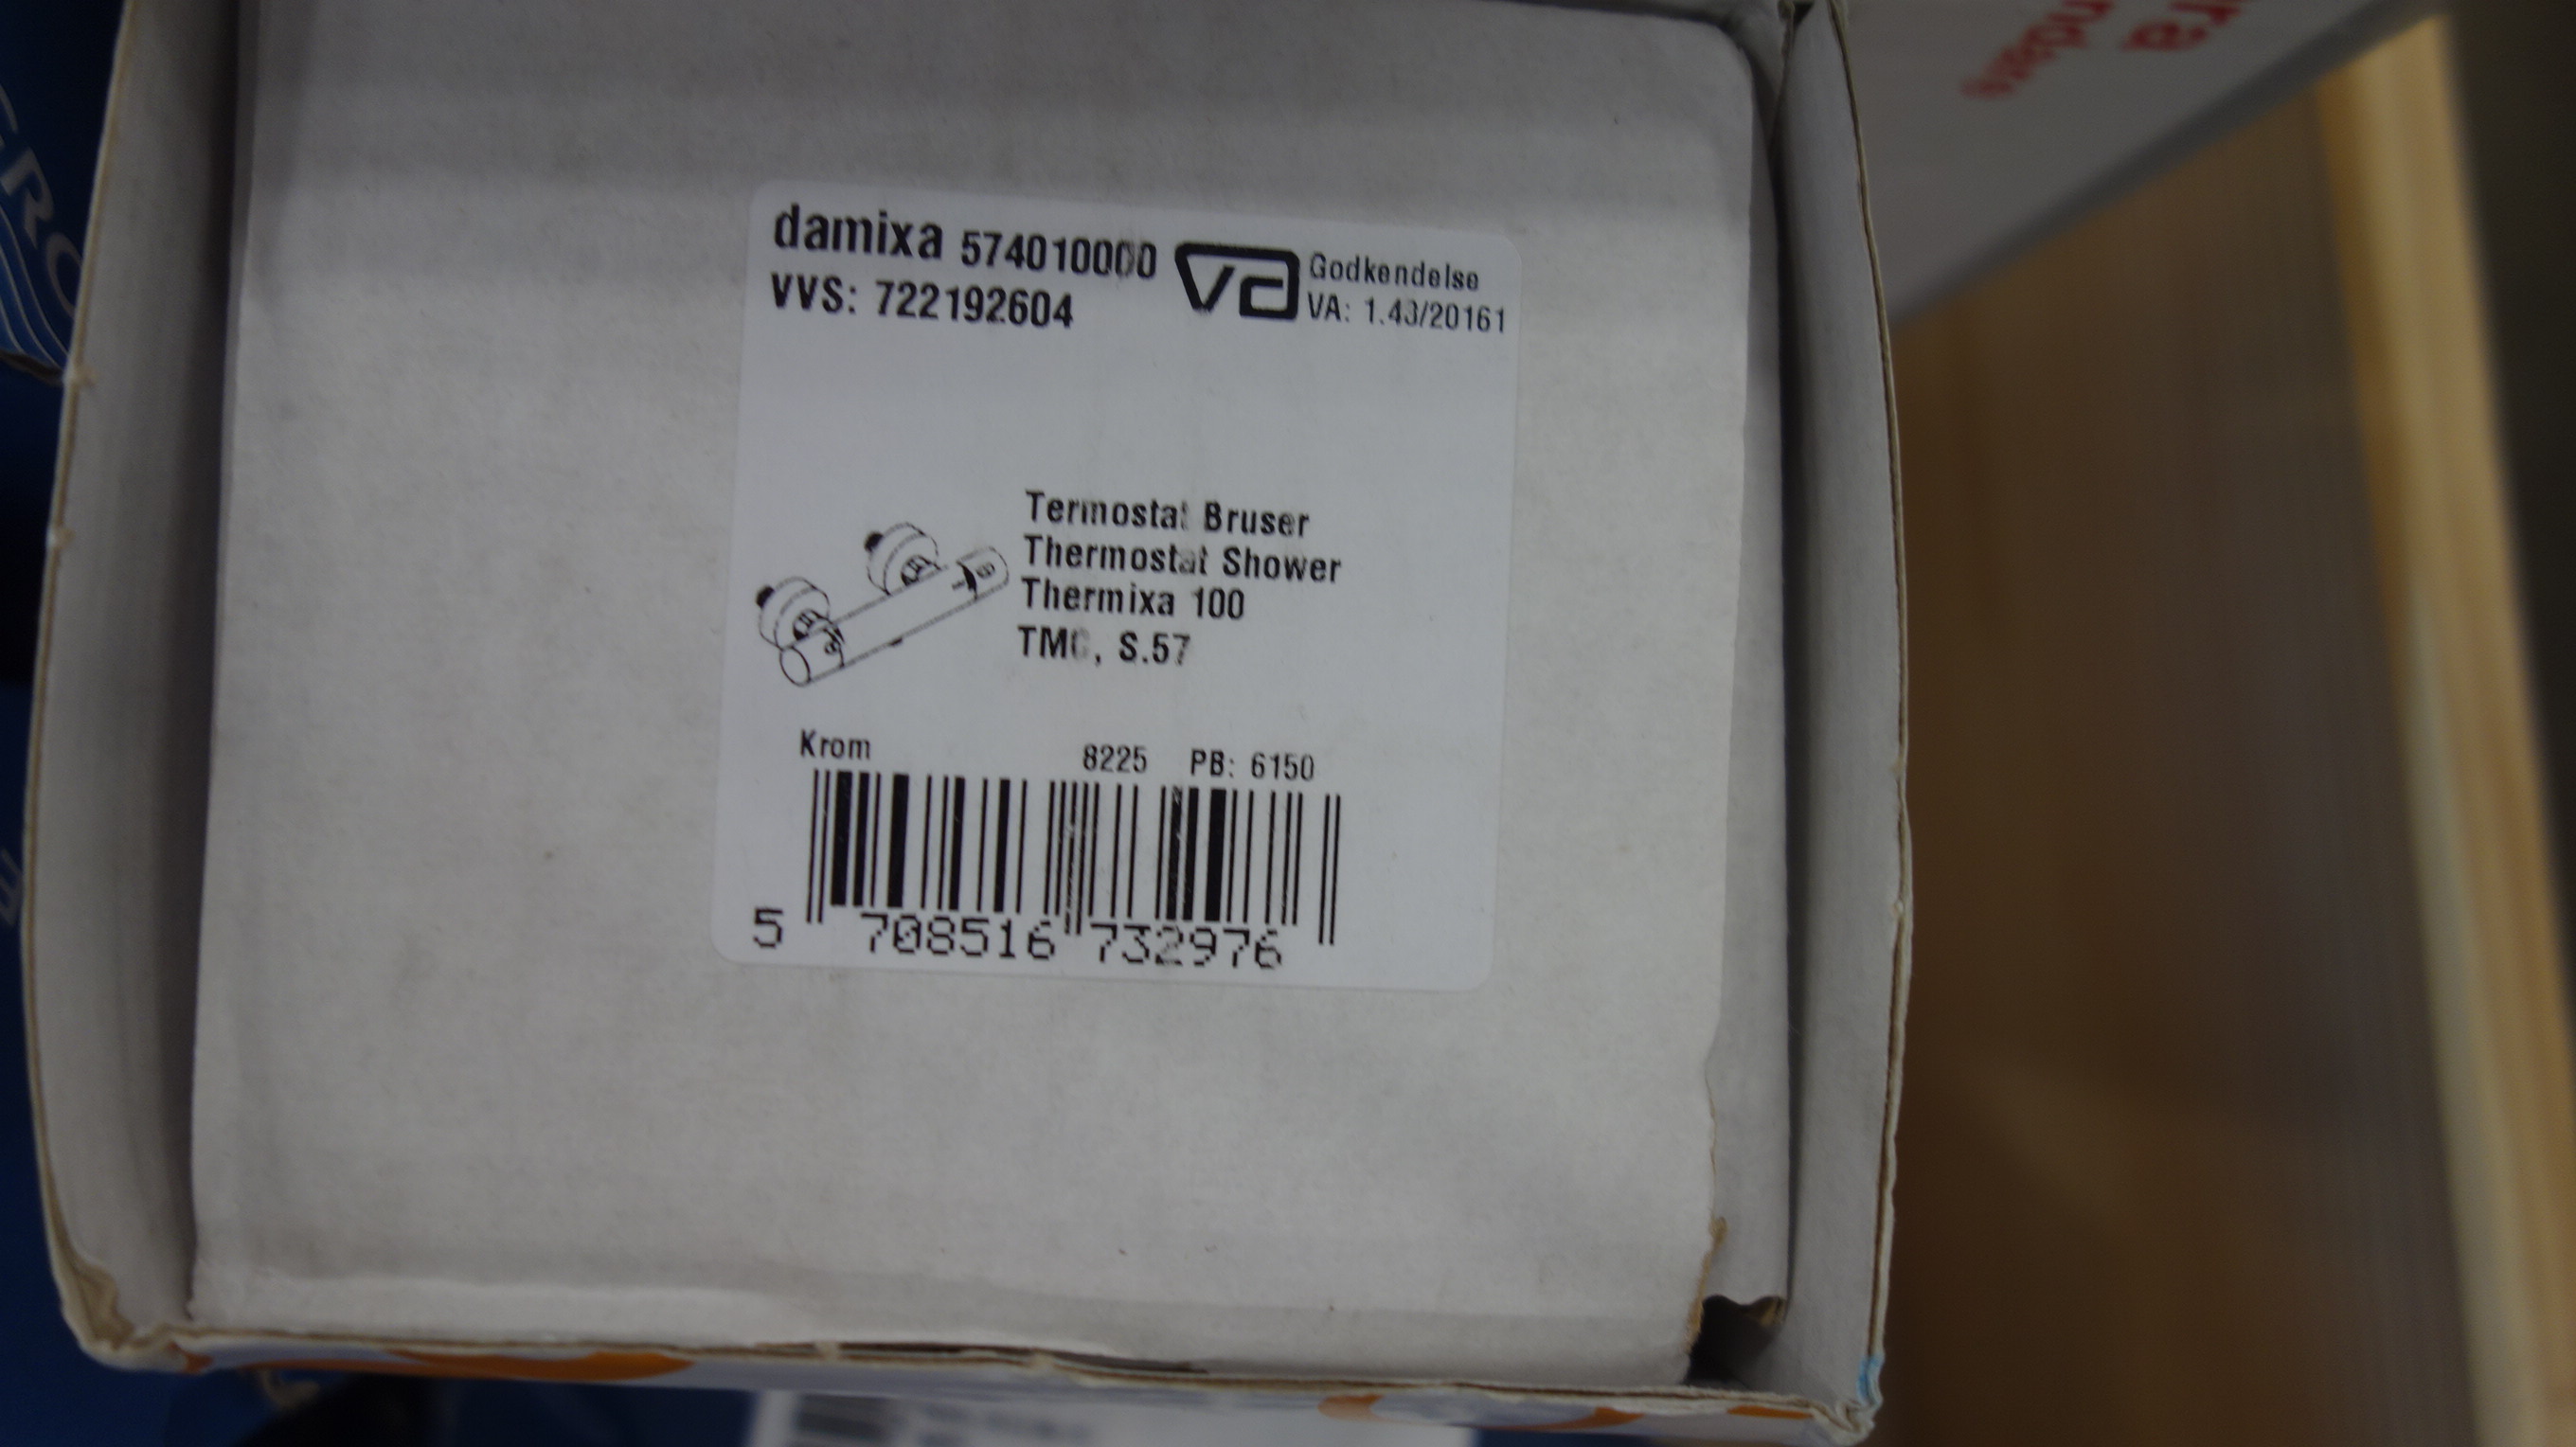 damixa 574010000
VVS: 722192604
va
Godkendelse
VA: 1.43/20161
Termostat Bruser
Thermostat Shower
Thermixa 100
TMC, S.57
Krom 8225 PB: 6150
5 708516 732976